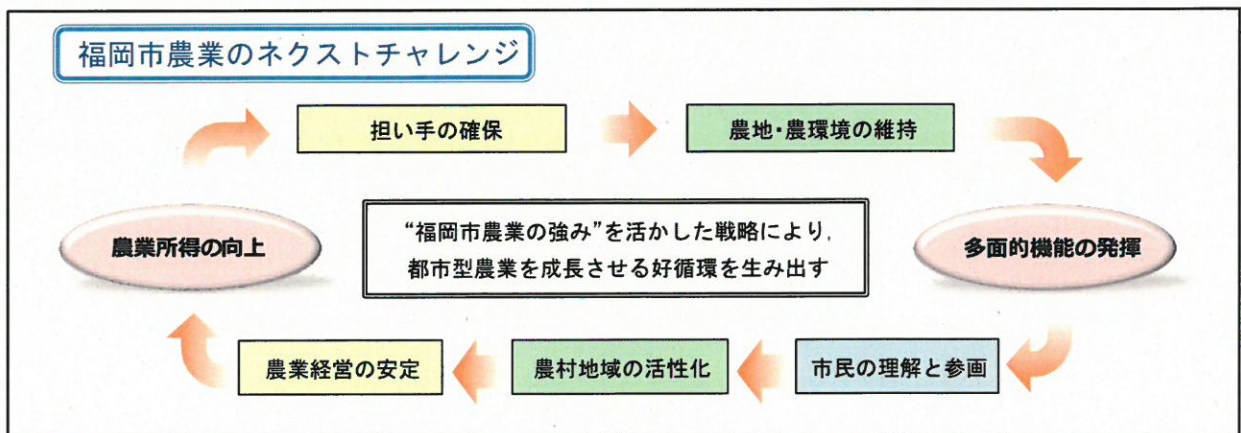 福岡市農業のネクストチャレンジ
担い手の確保
農地・農環境の維持
農業所得の向上
“福岡市農業の強み”を活かした戦略により,
都市型農業を成長させる好循環を生み出す
多面的機能の発揮
農業経営の安定
農村地域の活性化
市民の理解と参画